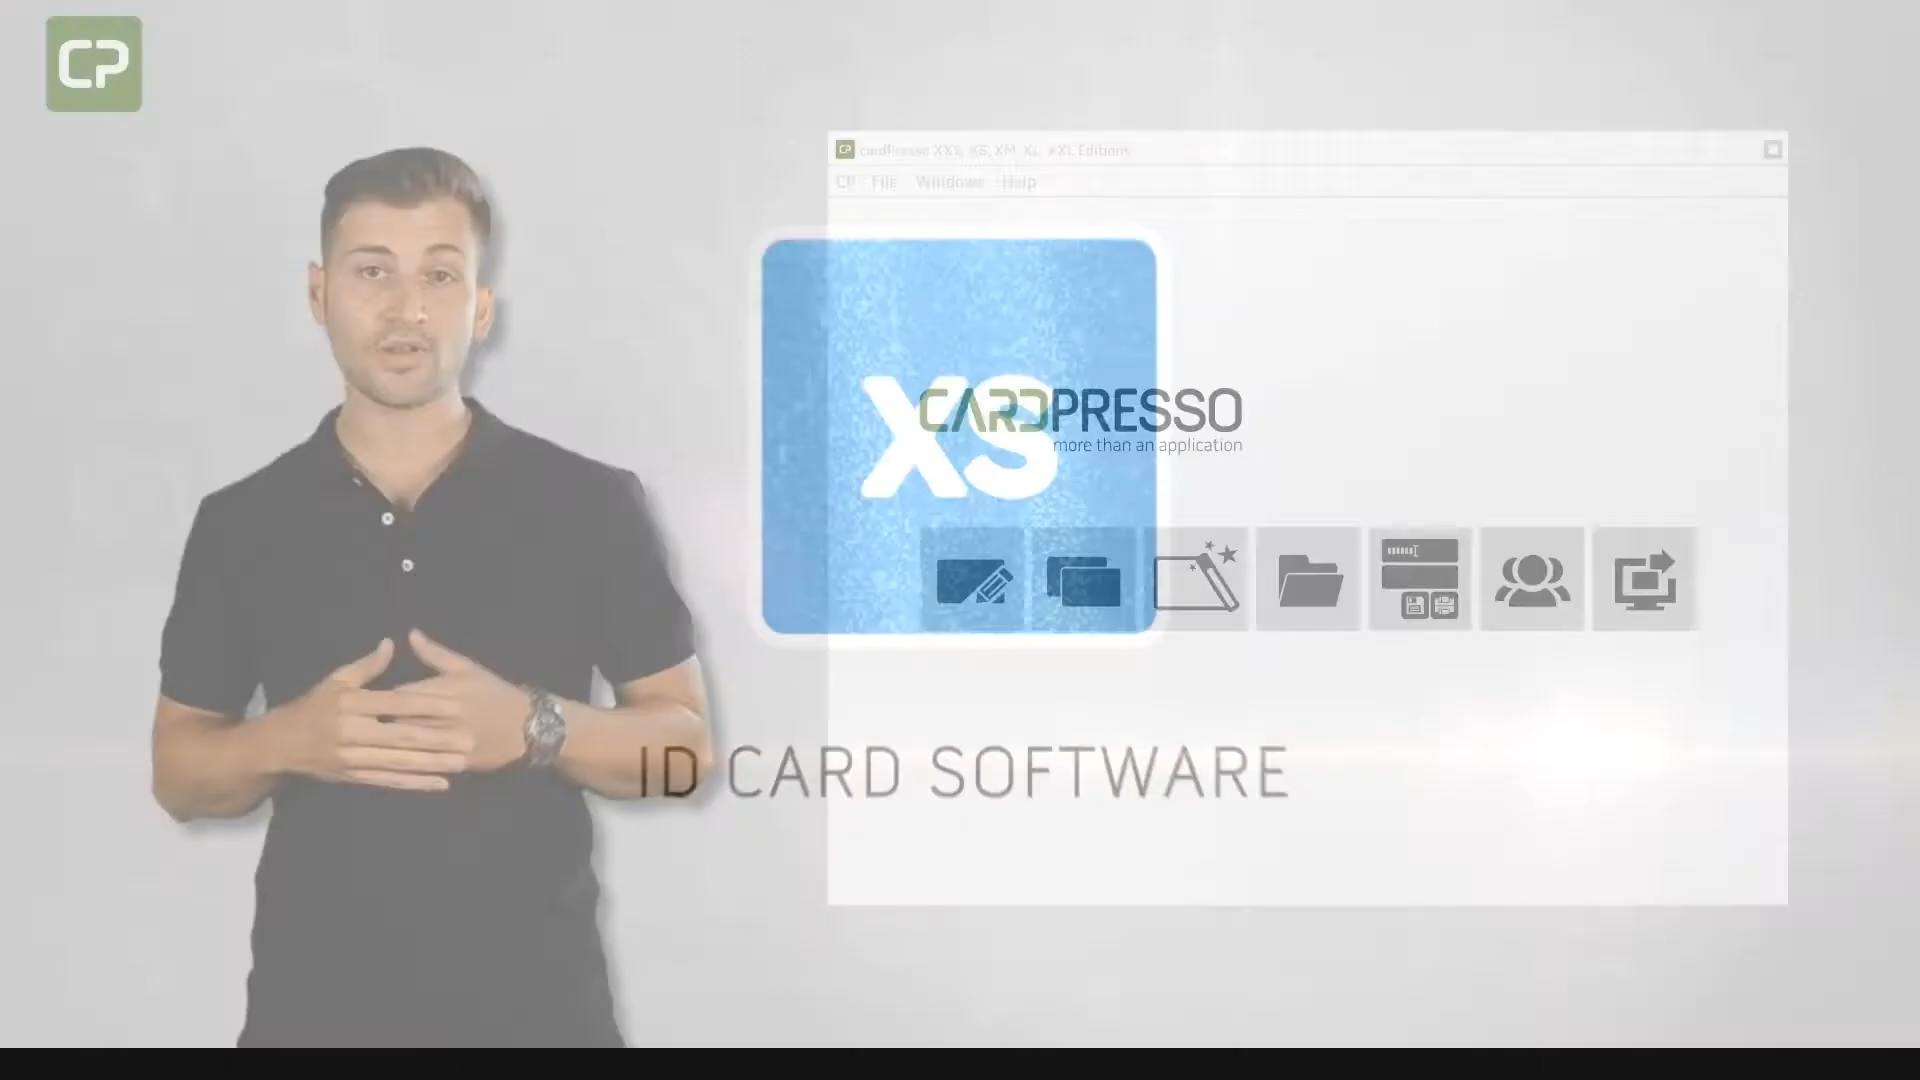 CP
CP cardPresso XXS, XS, XM, XL, XXL Editions
CP File Windows Help
XS
CARDPRESSO
more than an application
ID CARD SOFTWARE